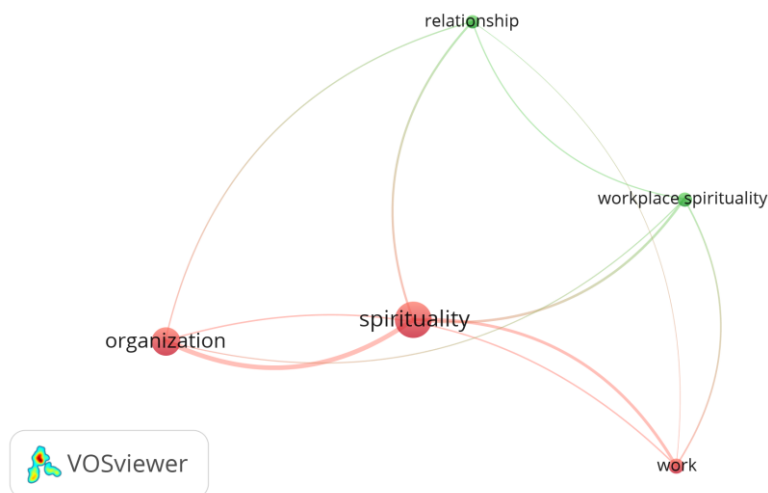 relationship
workplace spirituality
spirituality
organization
work
VOSviewer